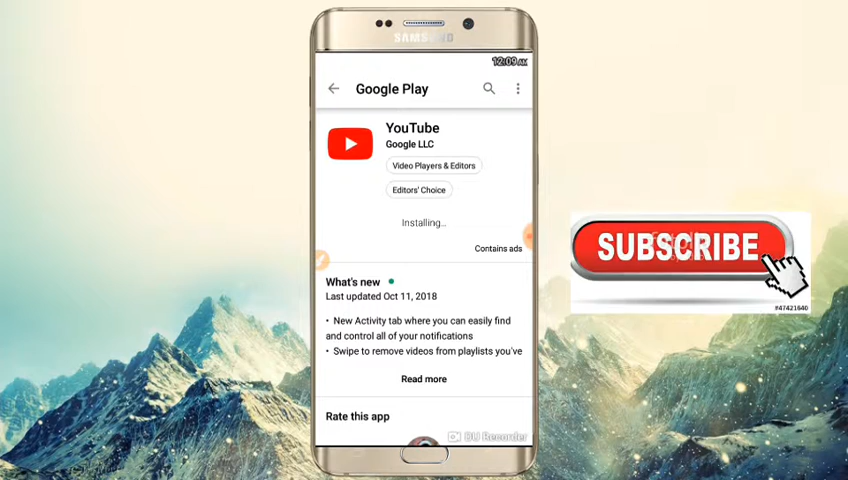 SAMSUNG
12:09 AM
Google Play
YouTube
Google LLC
Video Players & Editors
Editors' Choice
Installing...
Contains ads
What's new
Last updated Oct 11, 2018
• New Activity tab where you can easily find
and control all of your notifications
• Swipe to remove videos from playlists you've
Read more
Rate this app
DU Recorder
SUBSCRIBE
#47421640